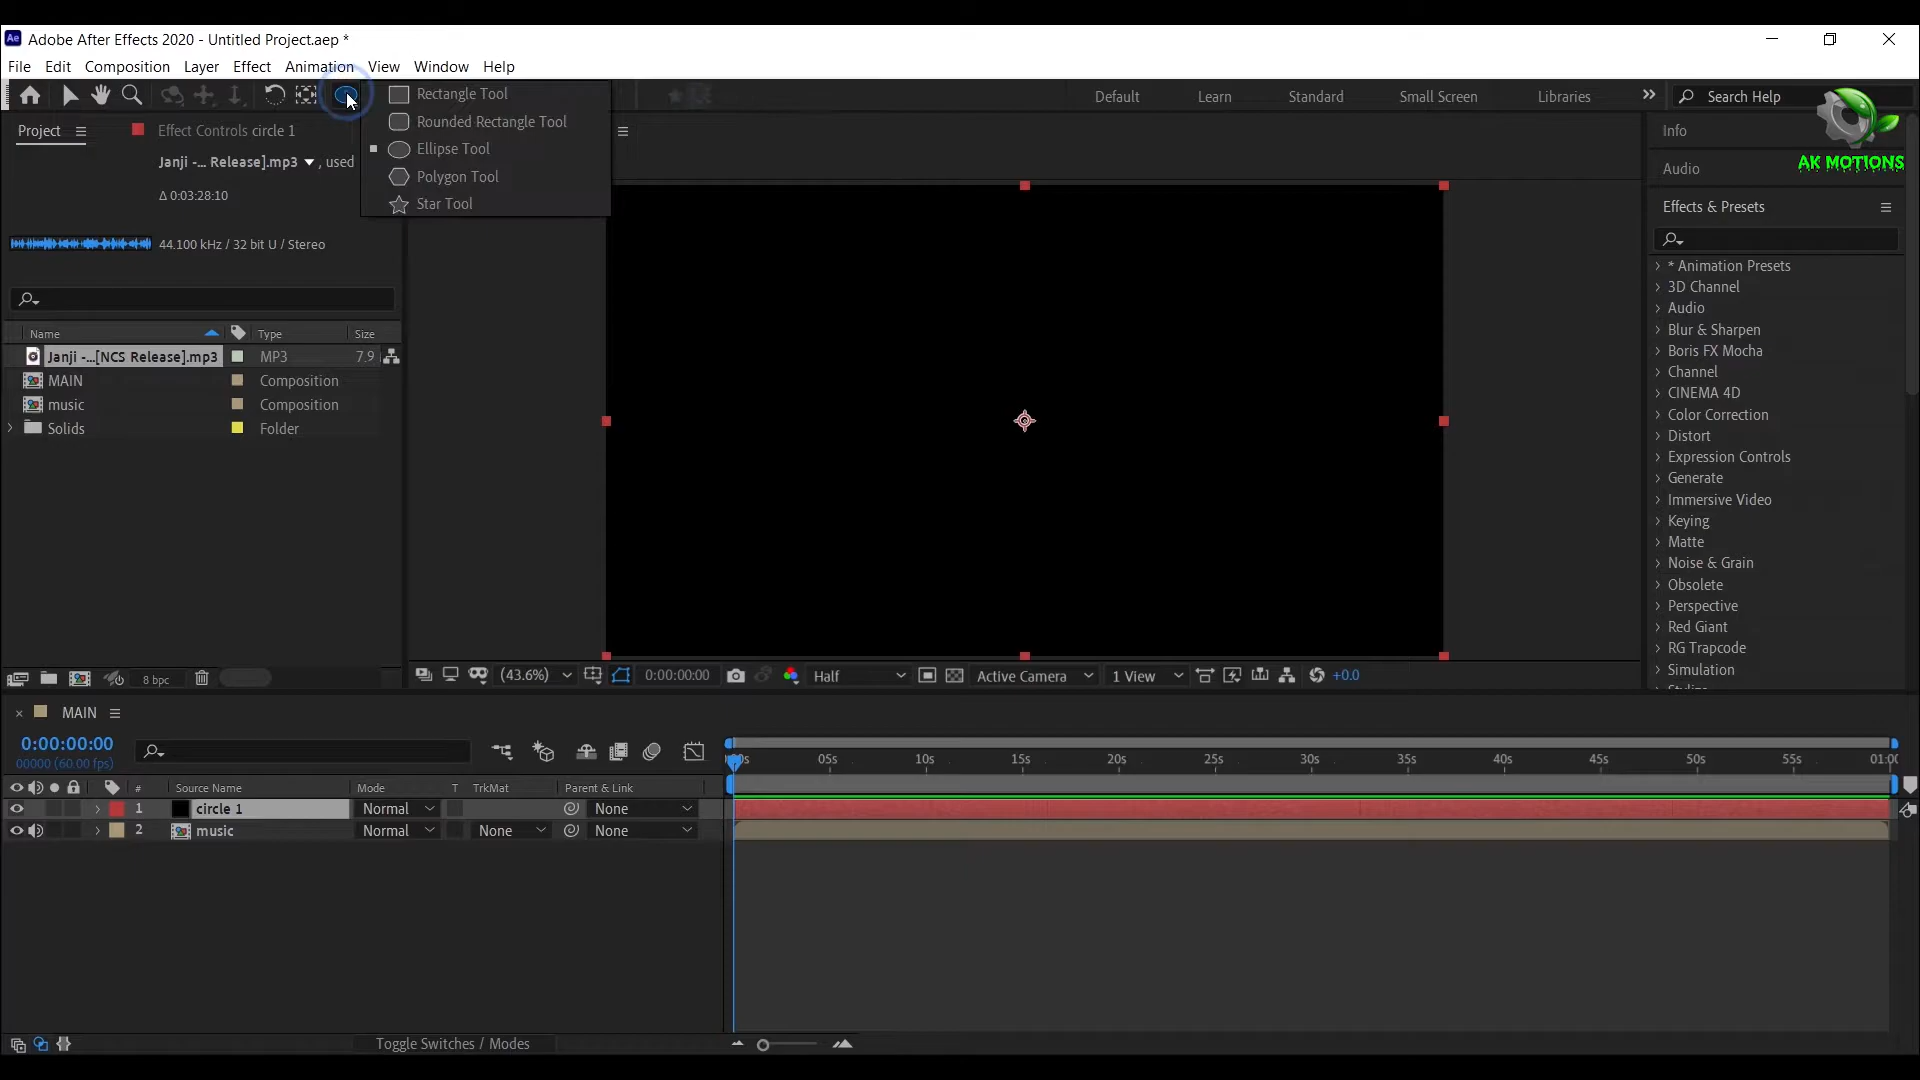 Ae Adobe After Effects 2020 - Untitled Project.aep *
File Edit Composition Layer Effect Animation View Window Help
Rectangle Tool
Rounded Rectangle Tool
Ellipse Tool
Polygon Tool
Star Tool
Default Learn Standard Small Screen Libraries Search Help
AK MOTIONS
Project Effect Controls circle 1
Janji -... Release].mp3 , used
Δ 0:03:28:10
44.100 kHz / 32 bit U / Stereo
Name Type Size
Janji -...[NCS Release].mp3 MP3 7.9
MAIN Composition
music Composition
Solids Folder
8 bpc
(43.6%) 0:00:00:00 Half Active Camera 1 View +0.0
Info
Audio
Effects & Presets
* Animation Presets
3D Channel
Audio
Blur & Sharpen
Boris FX Mocha
Channel
CINEMA 4D
Color Correction
Distort
Expression Controls
Generate
Immersive Video
Keying
Matte
Noise & Grain
Obsolete
Perspective
Red Giant
RG Trapcode
Simulation
MAIN
0:00:00:00
00000 (60.00 fps)
05s 10s 15s 20s 25s 30s 35s 40s 45s 50s 55s
# Source Name Mode T TrkMat Parent & Link
1 circle 1 Normal None
2 music Normal None None
Toggle Switches / Modes